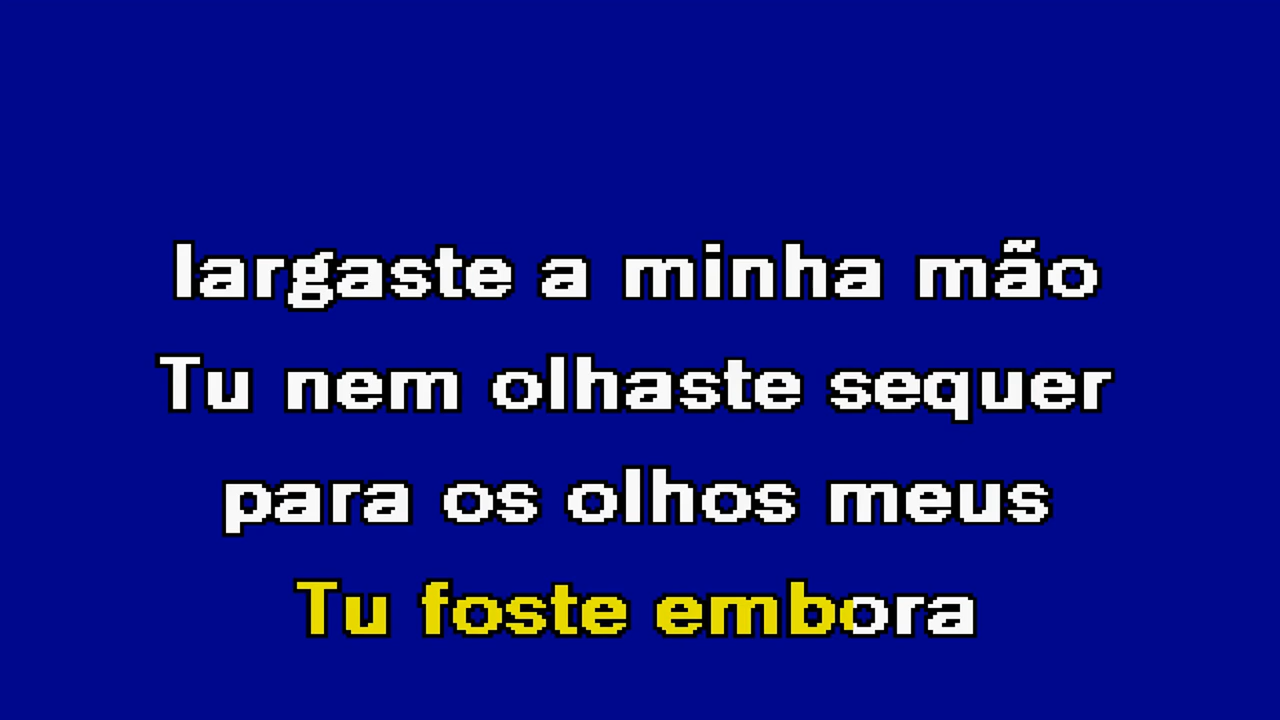 largaste a minha mão
Tu nem olhaste sequer
para os olhos meus
Tu foste embora